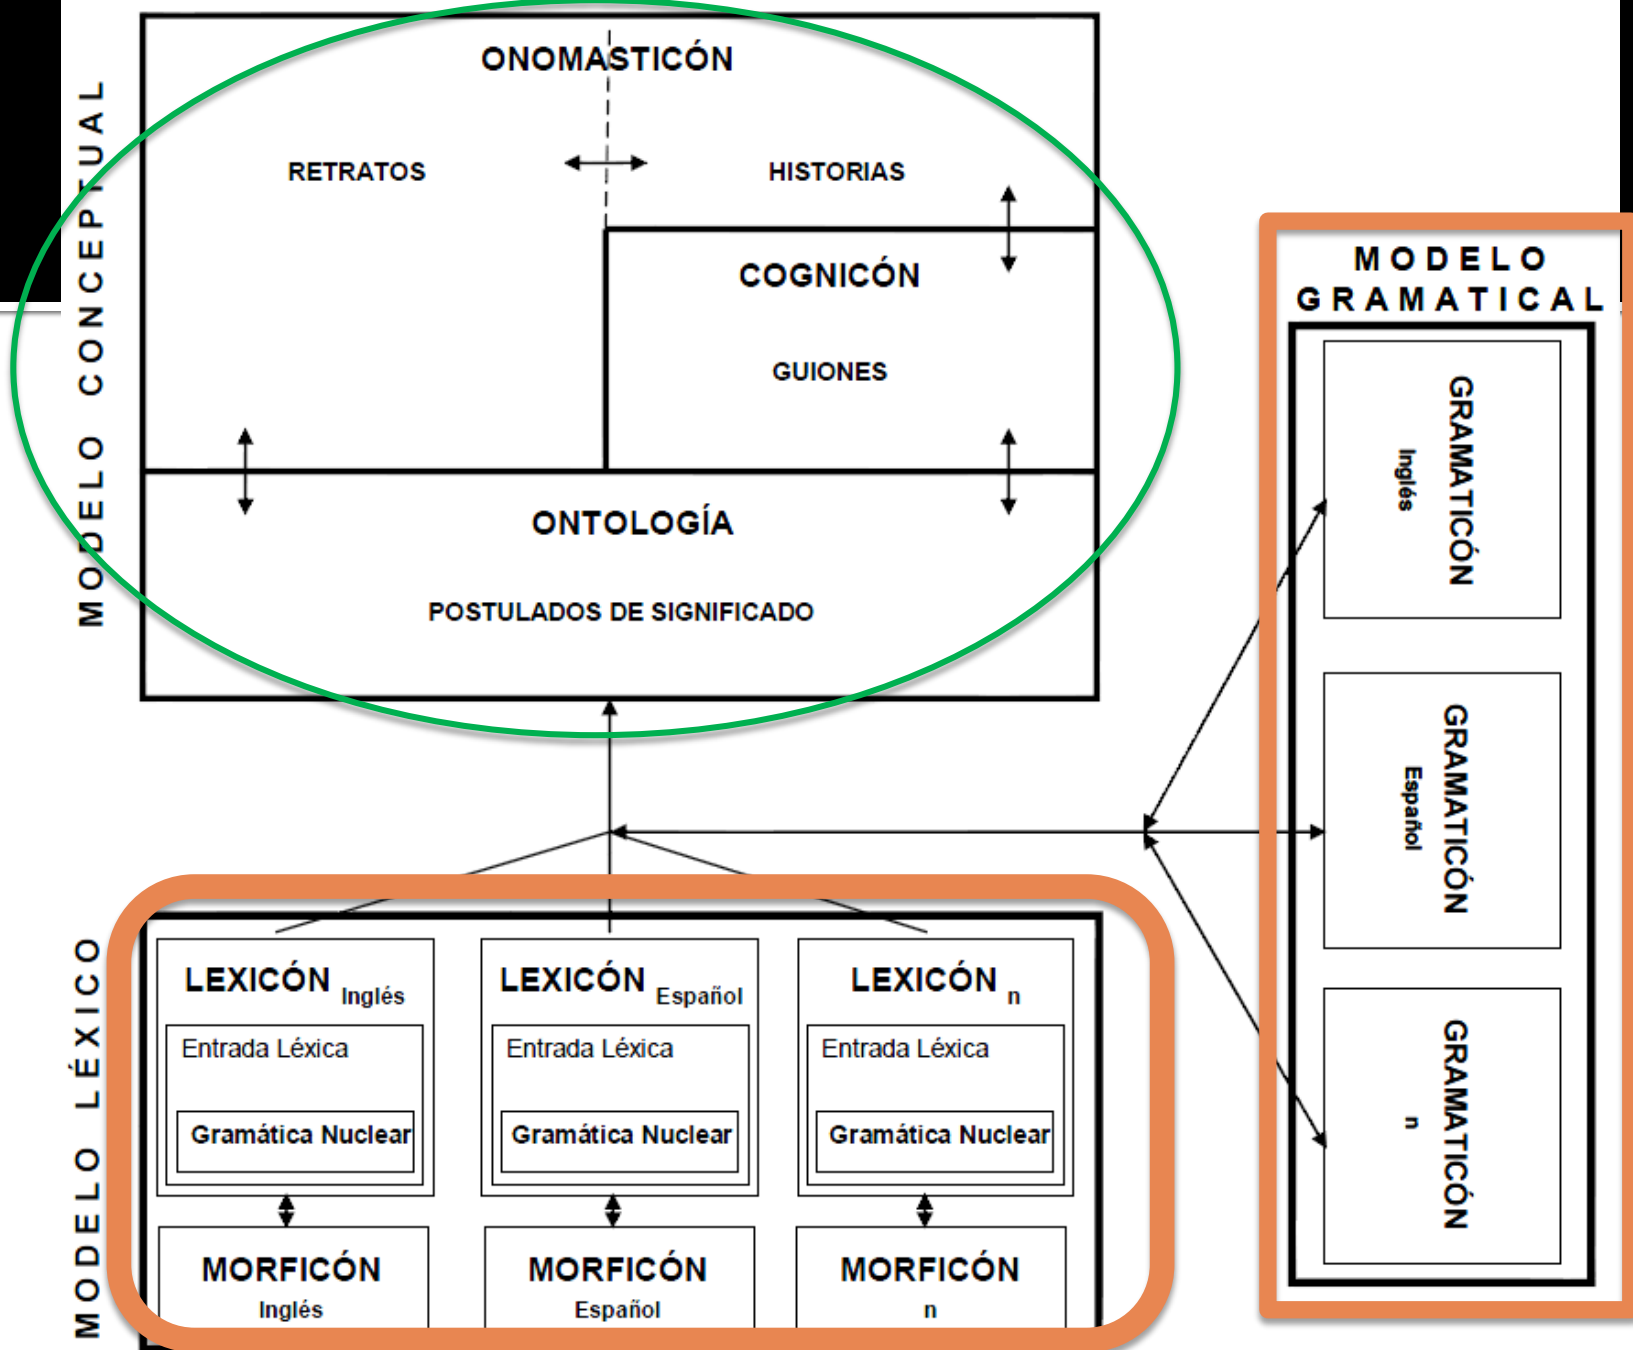 MODELO CONCEPTUAL
ONOMASTICÓN
RETRATOS
HISTORIAS
COGNICÓN
GUIONES
ONTOLOGÍA
POSTULADOS DE SIGNIFICADO
MODELO
GRAMATICAL
GRAMATICÓN
Inglés
GRAMATICÓN
Español
GRAMATICÓN
n
MODELO LÉXICO
LEXICÓN Inglés
Entrada Léxica
Gramática Nuclear
MORFICÓN
Inglés
LEXICÓN Español
Entrada Léxica
Gramática Nuclear
MORFICÓN
Español
LEXICÓN n
Entrada Léxica
Gramática Nuclear
MORFICÓN
n